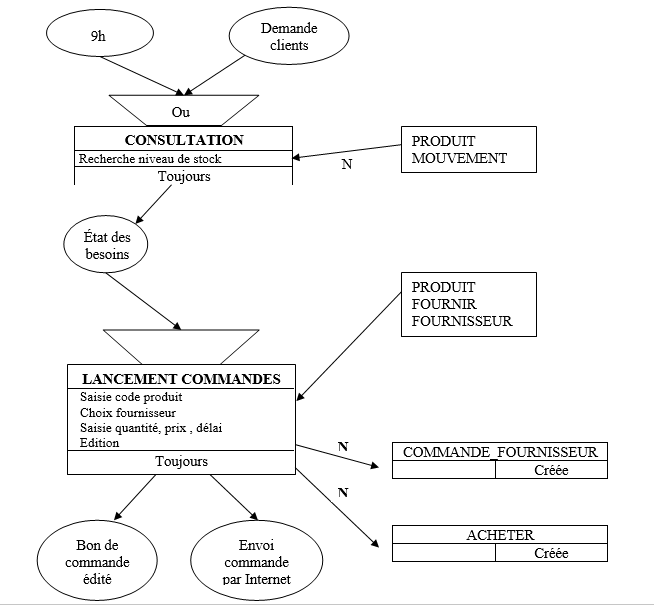 9h
Demande
clients
Ou
CONSULTATION
Recherche niveau de stock
Toujours
PRODUIT
MOUVEMENT
N
État des
besoins
PRODUIT
FOURNIR
FOURNISSEUR
LANCEMENT COMMANDES
Saisie code produit
Choix fournisseur
Saisie quantité, prix , délai
Edition
Toujours
N
COMMANDE_FOURNISSEUR
Créée
N
ACHETER
Créée
Bon de
commande
édité
Envoi
commande
par Internet